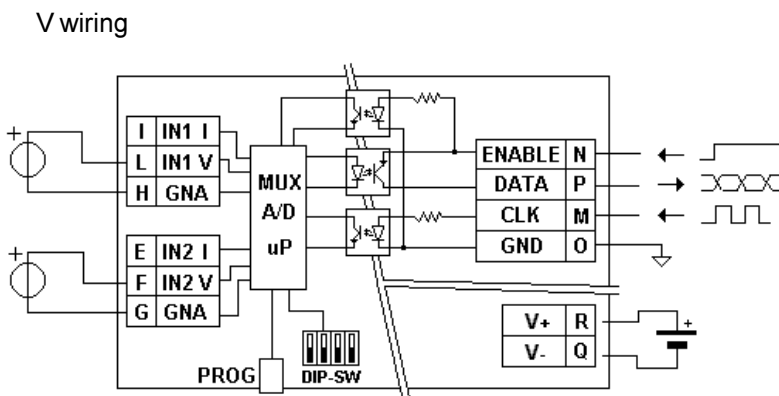 V wiring
I IN1 I
L IN1 V
H GNA
E IN2 I
F IN2 V
G GNA
MUX
A/D
uP
ENABLE N
DATA P
CLK M
GND O
V+ R
V- Q
PROG
DIP-SW
+
+
+